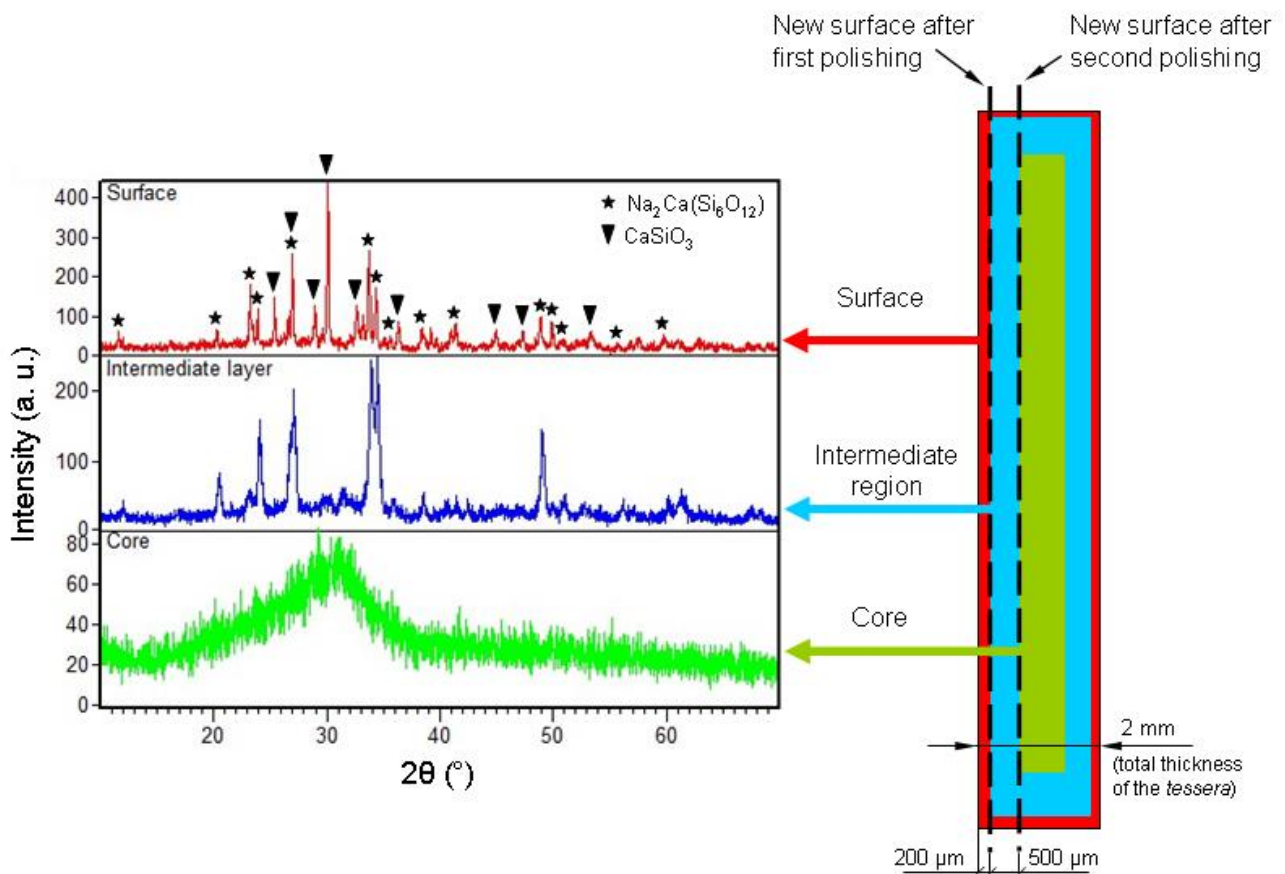 New surface after
first polishing
New surface after
second polishing
Intensity (a. u.)
400
300
200
100
0
Surface
★ Na₂Ca(Si₆O₁₂)
▼ CaSiO₃
200
100
0
Intermediate layer
80
60
40
20
0
Core
20
30
40
50
60
2θ (°)
Surface
Intermediate
region
Core
2 mm
(total thickness
of the tessera)
200 µm
500 µm